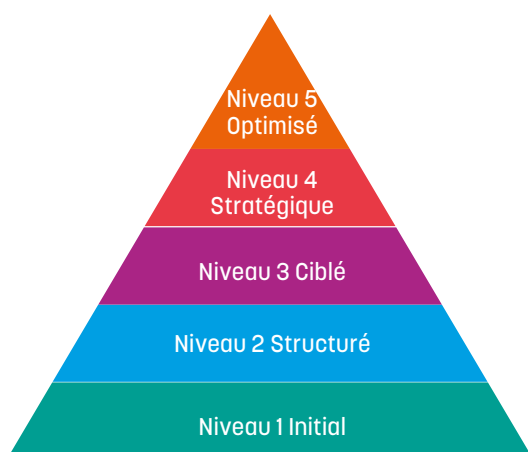 Niveau 5
Optimisé
Niveau 4
Stratégique
Niveau 3 Ciblé
Niveau 2 Structuré
Niveau 1 Initial